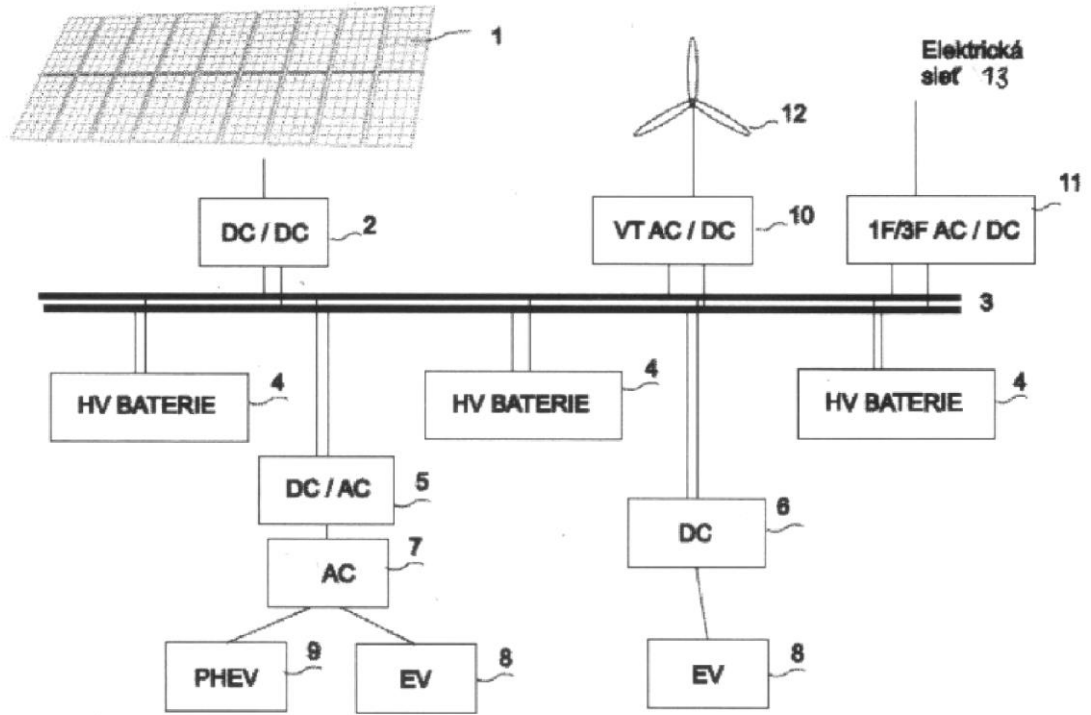 1
Elektrická
sieť 13
12
11
DC / DC
2
VT AC / DC
10
1F/3F AC / DC
3
HV BATERIE
4
HV BATERIE
4
HV BATERIE
4
DC / AC
5
DC
6
AC
7
PHEV
9
EV
8
EV
8